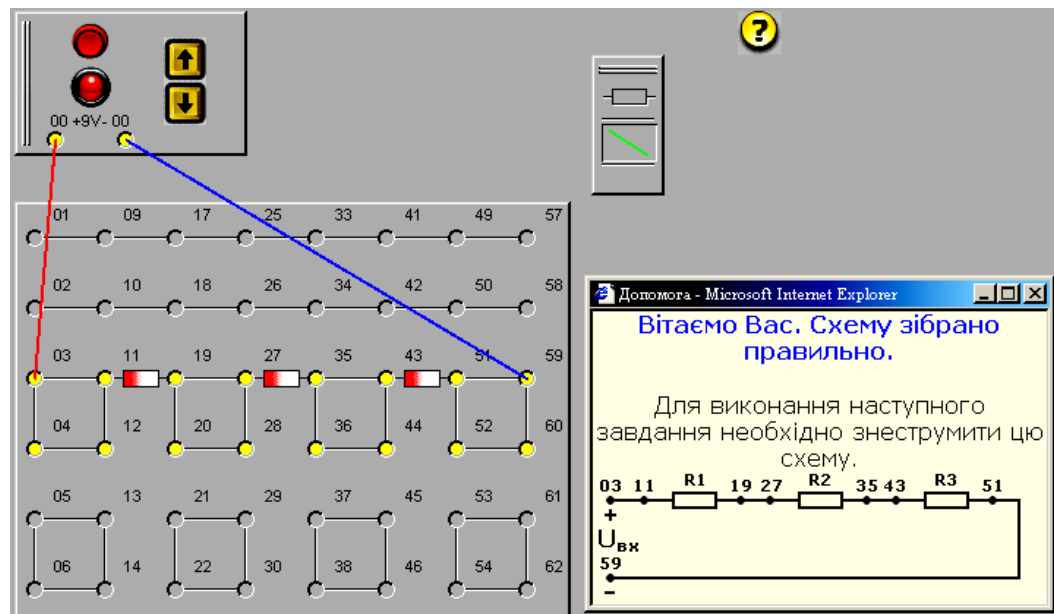 ?
00 +9V- 00
01 09 17 25 33 41 49 57
02 10 18 26 34 42 50 58
03 11 19 27 35 43 51 59
04 12 20 28 36 44 52 60
05 13 21 29 37 45 53 61
06 14 22 30 38 46 54 62
Допомога - Microsoft Internet Explorer
Вітаємо Вас. Схему зібрано
правильно.
Для виконання наступного
завдання необхідно знеструмити цю
схему.
03 11 R1 19 27 R2 35 43 R3 51
+
Uвх
59
–